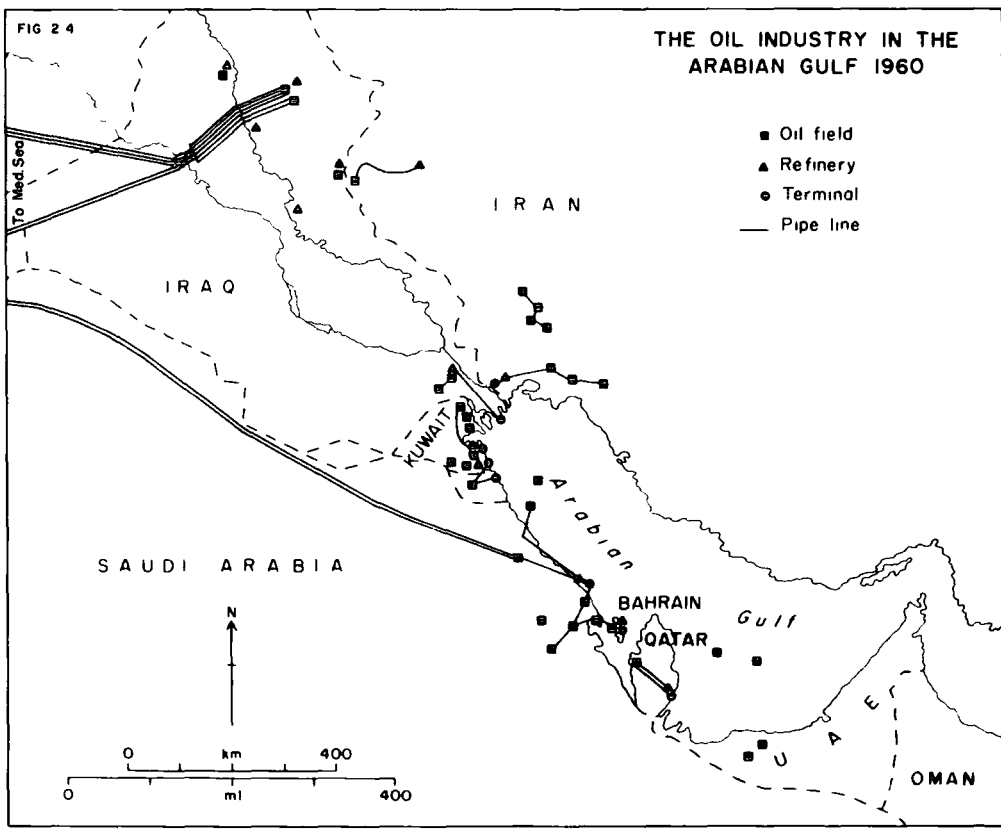 FIG 2 4
THE OIL INDUSTRY IN THE
ARABIAN GULF 1960
Oil field
Refinery
Terminal
Pipe line
To Med. Sea
IRAN
IRAQ
KUWAIT
Arabian
Gulf
SAUDI ARABIA
BAHRAIN
QATAR
UAE
OMAN
N
0 km 400
0 ml 400